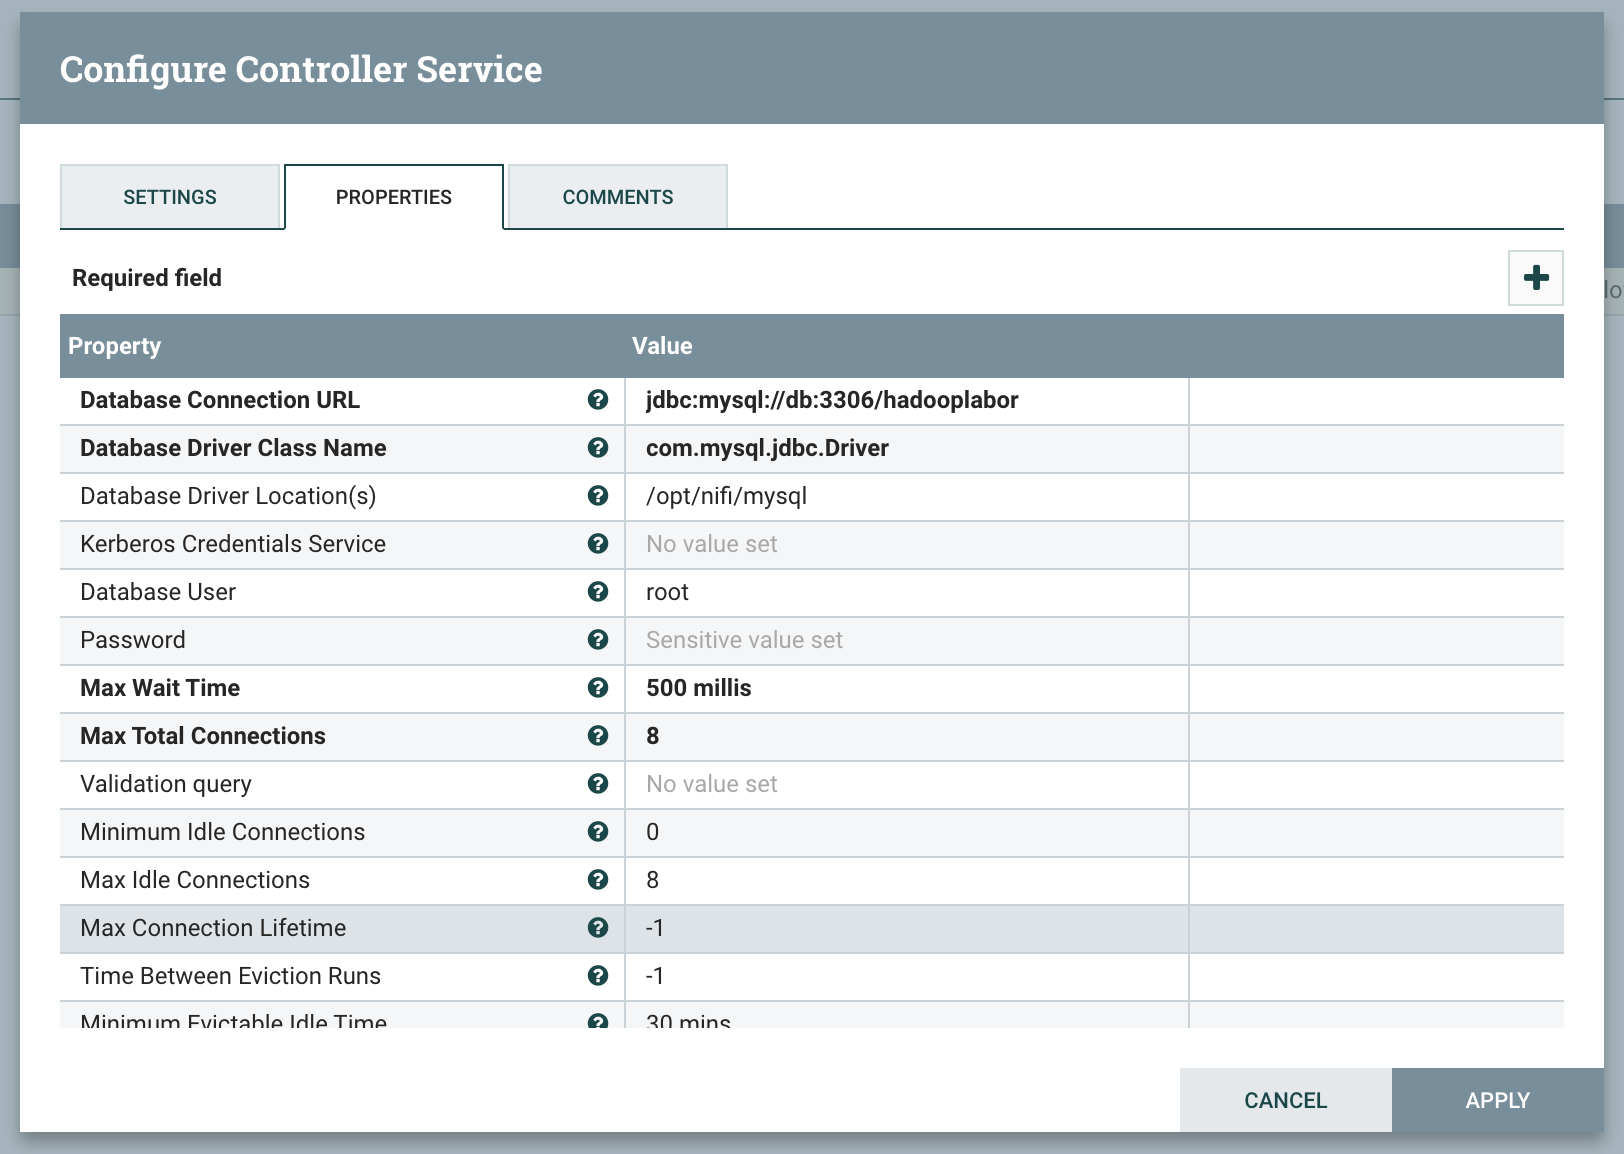 Configure Controller Service
SETTINGS PROPERTIES COMMENTS
Required field
lo
Property Value
Database Connection URL jdbc:mysql://db:3306/hadooplabor
Database Driver Class Name com.mysql.jdbc.Driver
Database Driver Location(s) /opt/nifi/mysql
Kerberos Credentials Service No value set
Database User root
Password Sensitive value set
Max Wait Time 500 millis
Max Total Connections 8
Validation query No value set
Minimum Idle Connections 0
Max Idle Connections 8
Max Connection Lifetime -1
Time Between Eviction Runs -1
Minimum Evictable Idle Time 30 mins
CANCEL APPLY